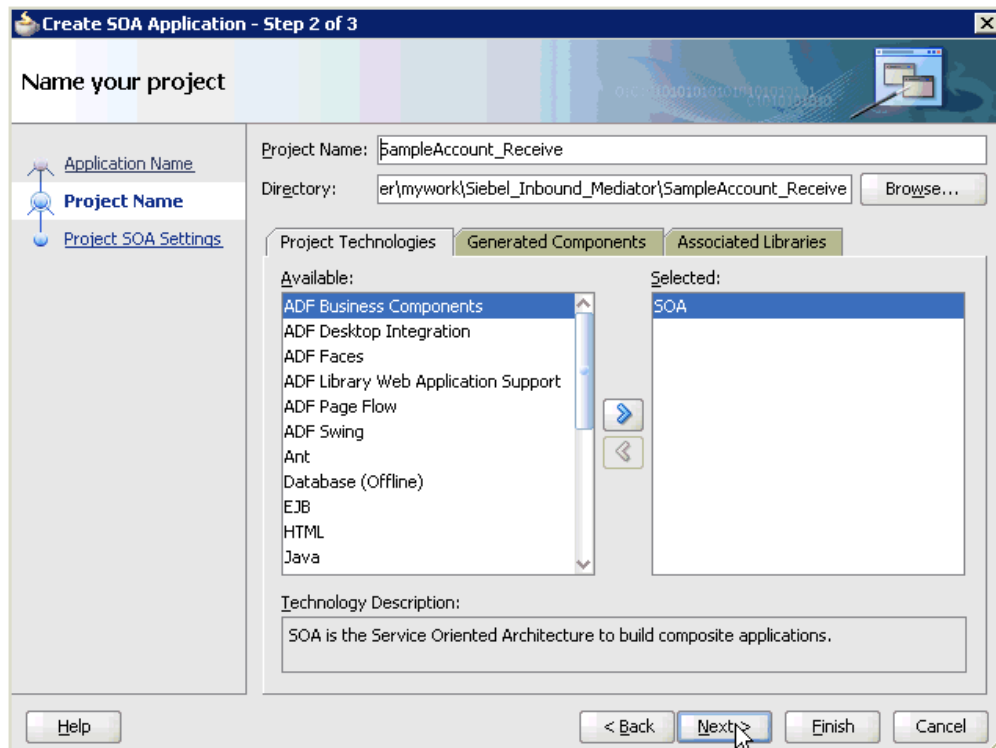 Create SOA Application - Step 2 of 3
Name your project
Application Name
Project Name
Project SOA Settings
Project Name: SampleAccount_Receive
Directory: er\mywork\Siebel_Inbound_Mediator\SampleAccount_Receive Browse...
Project Technologies Generated Components Associated Libraries
Available: Selected:
ADF Business Components SOA
ADF Desktop Integration
ADF Faces
ADF Library Web Application Support
ADF Page Flow
ADF Swing
Ant
Database (Offline)
EJB
HTML
Java
Technology Description:
SOA is the Service Oriented Architecture to build composite applications.
Help < Back Next > Finish Cancel